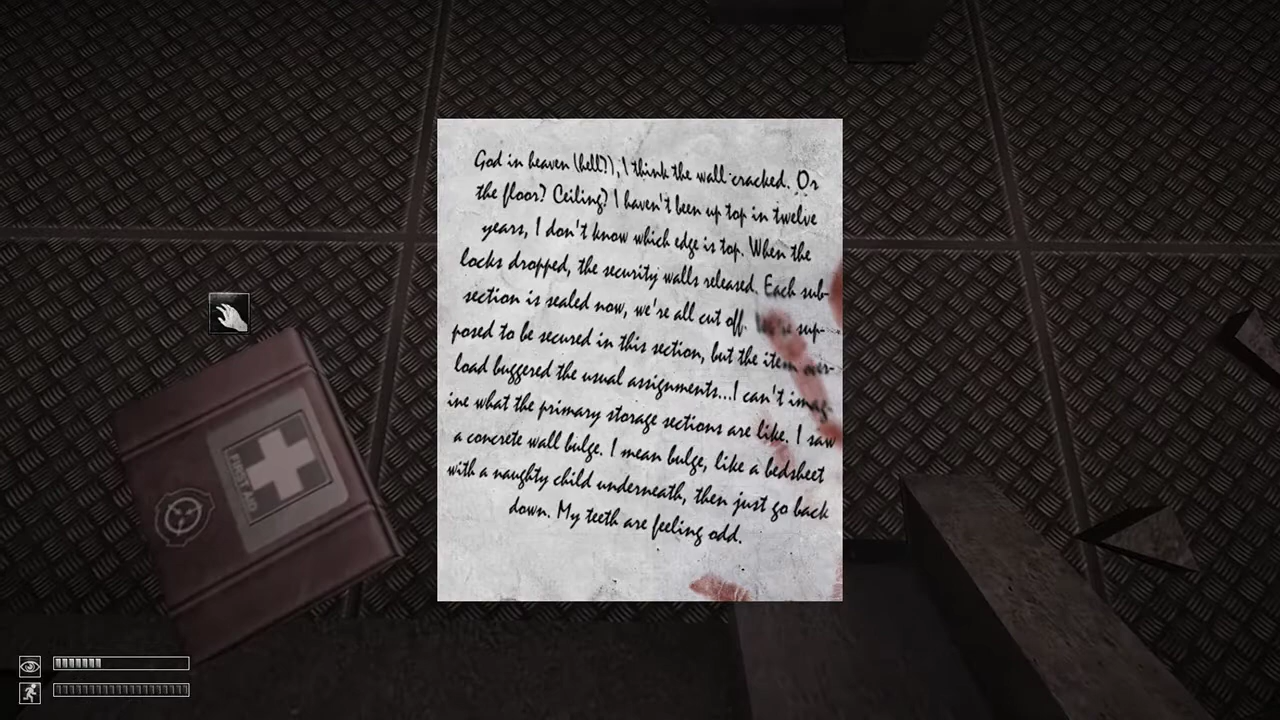 God in heaven (hell?), I think the wall cracked. Or
the floor? Ceiling? I haven't been up top in twelve
years, I don't know which edge is top. When the
locks dropped, the security walls released. Each sub-
section is sealed now, we're all cut off. We're sup-
posed to be secured in this section, but the item over-
load buggered the usual assignments...I can't imag-
ine what the primary storage sections are like. I saw
a concrete wall bulge. I mean bulge, like a bedsheet
with a naughty child underneath, then just go back
down. My teeth are feeling odd.
FIRST AID